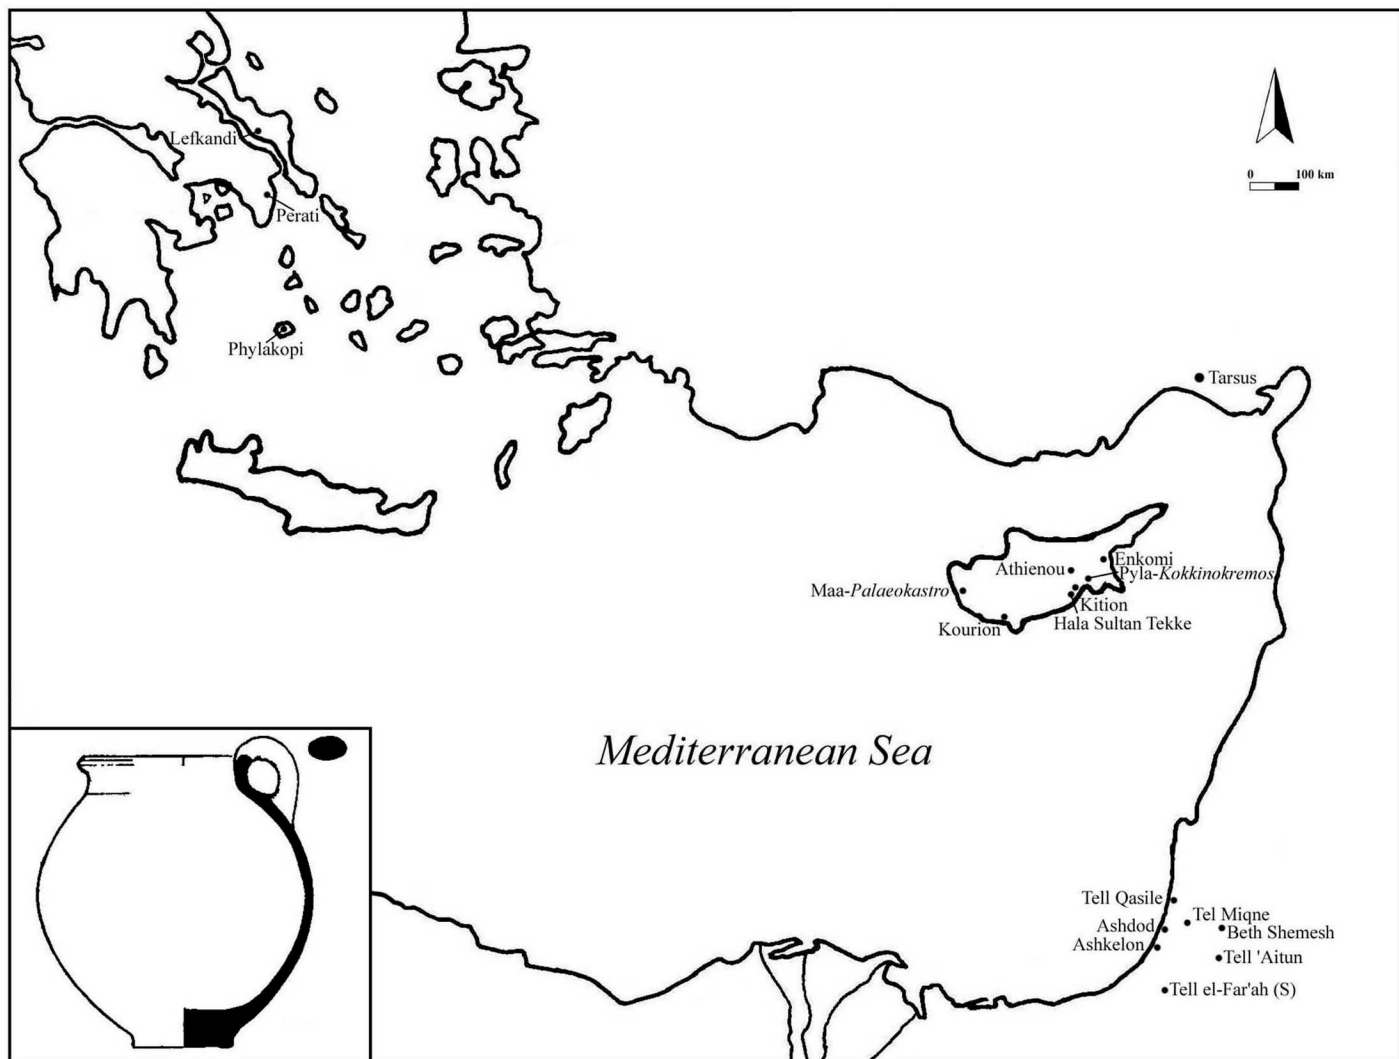 Lefkandi
0 100 km
Perati
Phylakopi
Tarsus
Enkomi
Athienou
Pyla-Kokkinokremos
Maa-Palaeokastro
Kition
Hala Sultan Tekke
Kourion
Mediterranean Sea
Tell Qasile
Tel Miqne
Ashdod
Beth Shemesh
Ashkelon
Tell 'Aitun
Tell el-Far'ah (S)